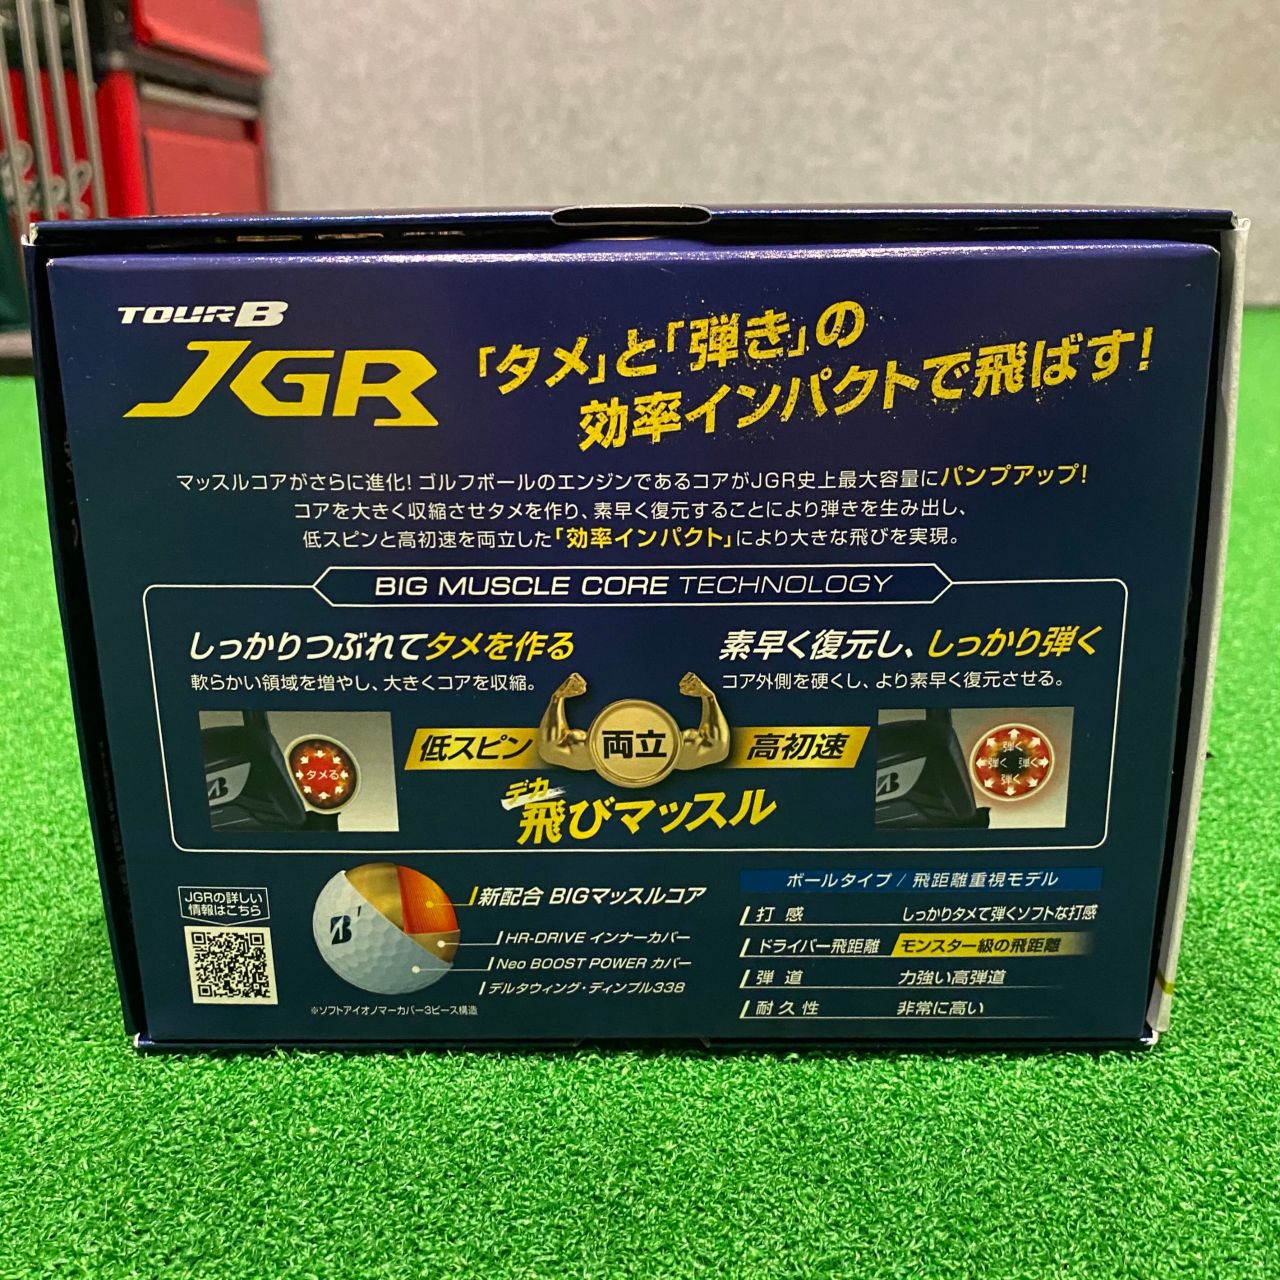 TOUR B
JGR
「タメ」と「弾き」の
効率インパクトで飛ばす!
マッスルコアがさらに進化! ゴルフボールのエンジンであるコアがJGR史上最大容量にパンプアップ!
コアを大きく収縮させタメを作り、素早く復元することにより弾きを生み出し、
低スピンと高初速を両立した「効率インパクト」により大きな飛びを実現。
BIG MUSCLE CORE TECHNOLOGY
しっかりつぶれてタメを作る
軟らかい領域を増やし、大きくコアを収縮。
素早く復元し、しっかり弾く
コア外側を硬くし、より素早く復元させる。
B
タメる
低スピン
両立
高初速
B
弾く
弾く 弾く
弾く
デカ
飛びマッスル
JGRの詳しい
情報はこちら
B 1
新配合 BIGマッスルコア
HR-DRIVE インナーカバー
Neo BOOST POWER カバー
デルタウィング・ディンプル338
※ソフトアイオノマーカバー3ピース構造
ボールタイプ / 飛距離重視モデル
打 感 しっかりタメて弾くソフトな打感
ドライバー飛距離 モンスター級の飛距離
弾 道 力強い高弾道
耐 久 性 非常に高い